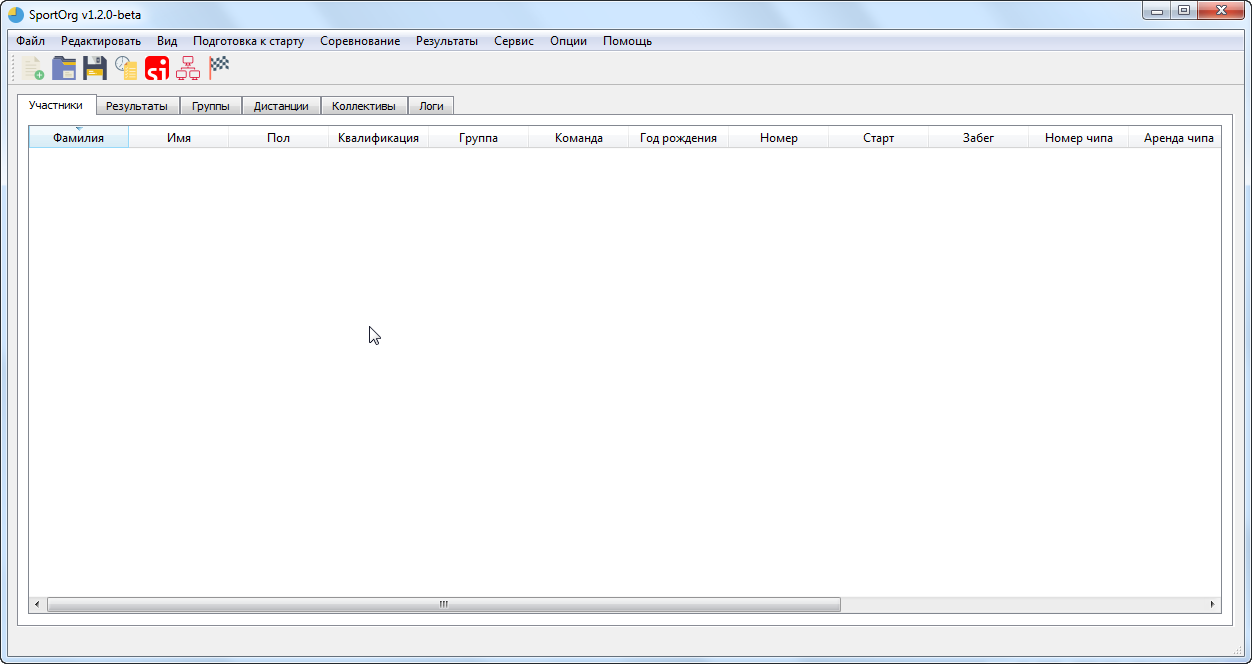 SportOrg v1.2.0-beta
Файл Редактировать Вид Подготовка к старту Соревнование Результаты Сервис Опции Помощь
si
Участники Результаты Группы Дистанции Коллективы Логи
Фамилия Имя Пол Квалификация Группа Команда Год рождения Номер Старт Забег Номер чипа Аренда чипа